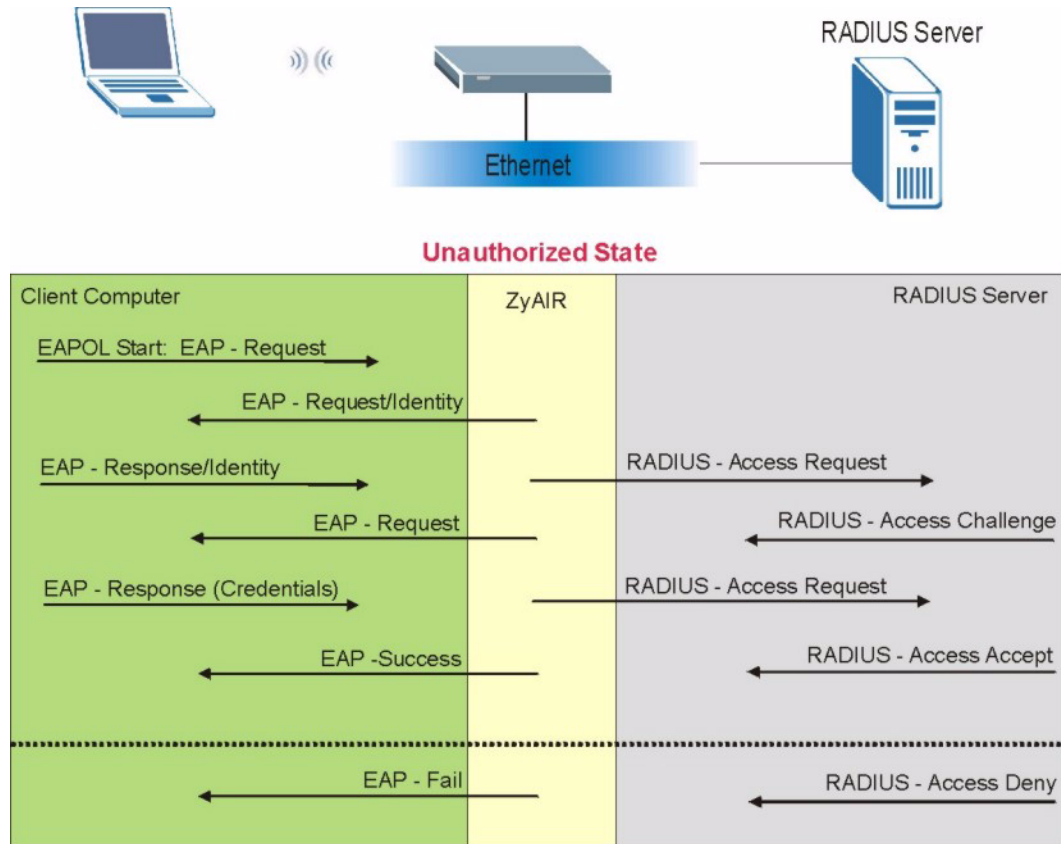 RADIUS Server
Ethernet
Unauthorized State
Client Computer
ZyAIR
RADIUS Server
EAPOL Start: EAP - Request
EAP - Request/Identity
EAP - Response/Identity
RADIUS - Access Request
EAP - Request
RADIUS - Access Challenge
EAP - Response (Credentials)
RADIUS - Access Request
EAP -Success
RADIUS - Access Accept
EAP - Fail
RADIUS - Access Deny